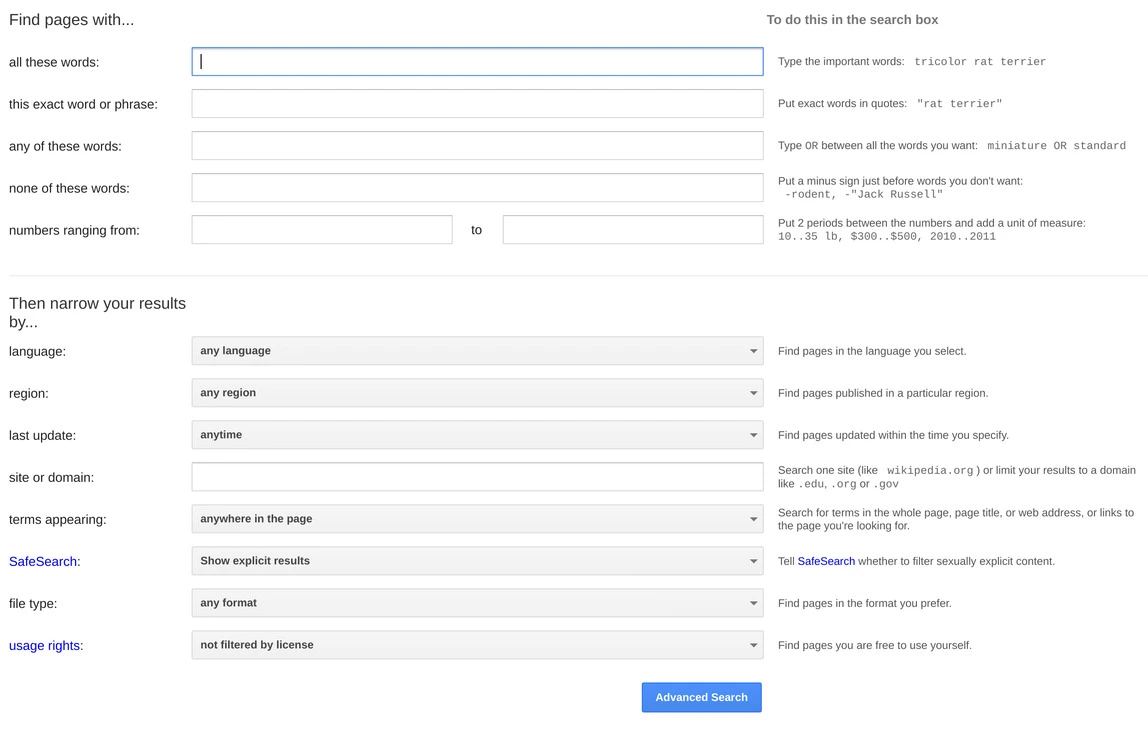 Find pages with... To do this in the search box
all these words: Type the important words: tricolor rat terrier
this exact word or phrase: Put exact words in quotes: "rat terrier"
any of these words: Type OR between all the words you want: miniature OR standard
none of these words: Put a minus sign just before words you don't want:
-rodent, -"Jack Russell"
numbers ranging from: to Put 2 periods between the numbers and add a unit of measure:
10..35 lb, $300..$500, 2010..2011
Then narrow your results
by...
language: any language Find pages in the language you select.
region: any region Find pages published in a particular region.
last update: anytime Find pages updated within the time you specify.
site or domain: Search one site (like wikipedia.org ) or limit your results to a domain
like .edu, .org or .gov
terms appearing: anywhere in the page Search for terms in the whole page, page title, or web address, or links to
the page you're looking for.
SafeSearch: Show explicit results Tell SafeSearch whether to filter sexually explicit content.
file type: any format Find pages in the format you prefer.
usage rights: not filtered by license Find pages you are free to use yourself.
Advanced Search